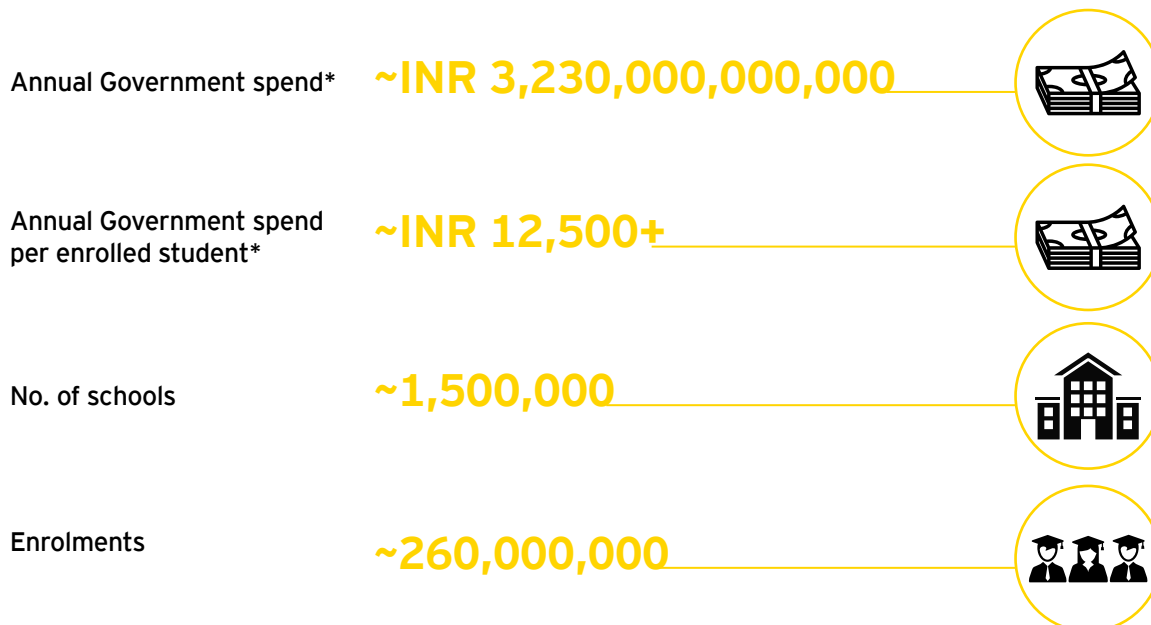 Annual Government spend*
~INR 3,230,000,000,000
Annual Government spend
per enrolled student*
~INR 12,500+
No. of schools
~1,500,000
Enrolments
~260,000,000